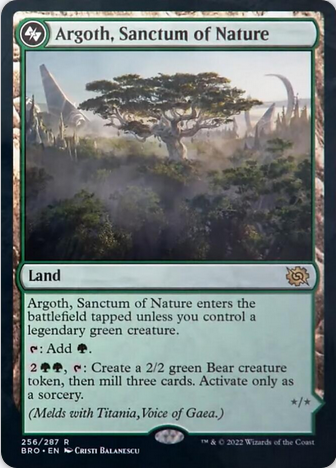 Argoth, Sanctum of Nature
Land
Argoth, Sanctum of Nature enters the
battlefield tapped unless you control a
legendary green creature.
: Add .
2, : Create a 2/2 green Bear creature
token, then mill three cards. Activate only as
a sorcery.
(Melds with Titania,Voice of Gaea.)
*/*
256/287 R
BRO • EN Cristi Balanescu
™ & © 2022 Wizards of the Coast